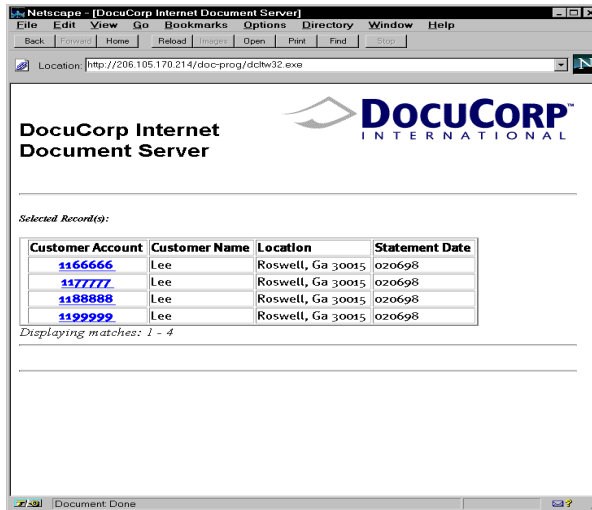 Netscape - [DocuCorp Internet Document Server]
File Edit View Go Bookmarks Options Directory Window Help
Back Forward Home Reload Images Open Print Find Stop
Location: http://206.105.170.214/doc-prog/dcltw32.exe N
DocuCorp Internet
Document Server
DOCUCORP™
INTERNATIONAL
Selected Record(s):
Customer Account Customer Name Location Statement Date
1166666 Lee Roswell, Ga 30015 020698
1177777 Lee Roswell, Ga 30015 020698
1188888 Lee Roswell, Ga 30015 020698
1199999 Lee Roswell, Ga 30015 020698
Displaying matches: 1 - 4
Document: Done
?